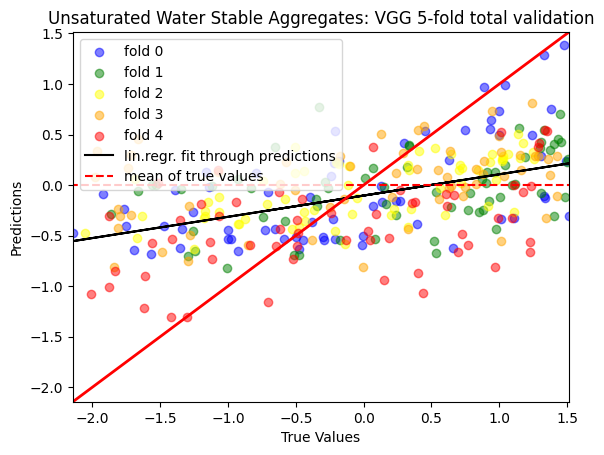 Unsaturated Water Stable Aggregates: VGG 5-fold total validation
1.5
1.0
0.5
0.0
−0.5
−1.0
−1.5
−2.0
Predictions
fold 0
fold 1
fold 2
fold 3
fold 4
lin.regr. fit through predictions
mean of true values
−2.0 −1.5 −1.0 −0.5 0.0 0.5 1.0 1.5
True Values